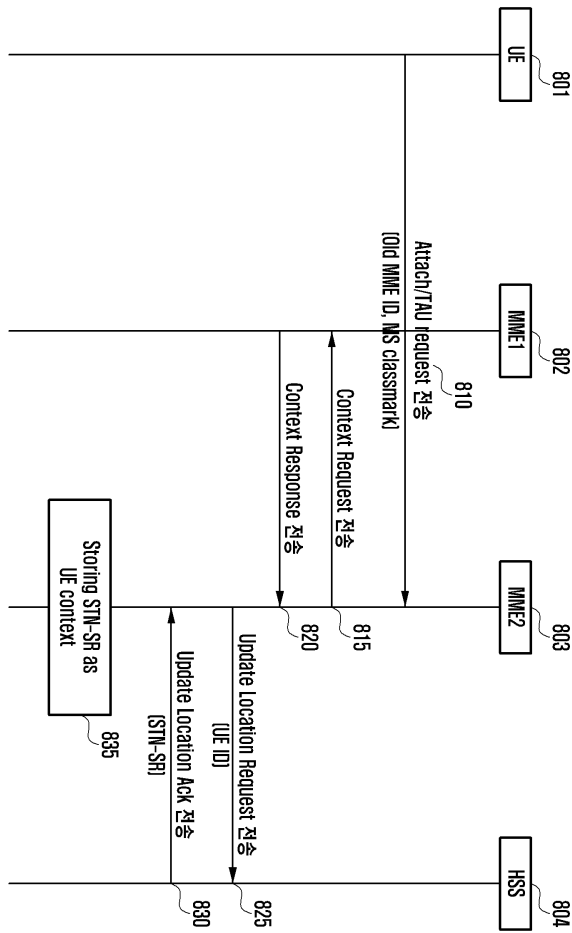 UE
801
MME1
802
MME2
803
HSS
804
Attach/TAU request 전송
(Old MME ID, MS classmark)
810
Context Request 전송
815
Context Response 전송
820
Update Location Request 전송
(UE ID)
825
Update Location Ack 전송
(STN-SR)
830
Storing STN-SR as
UE context
835